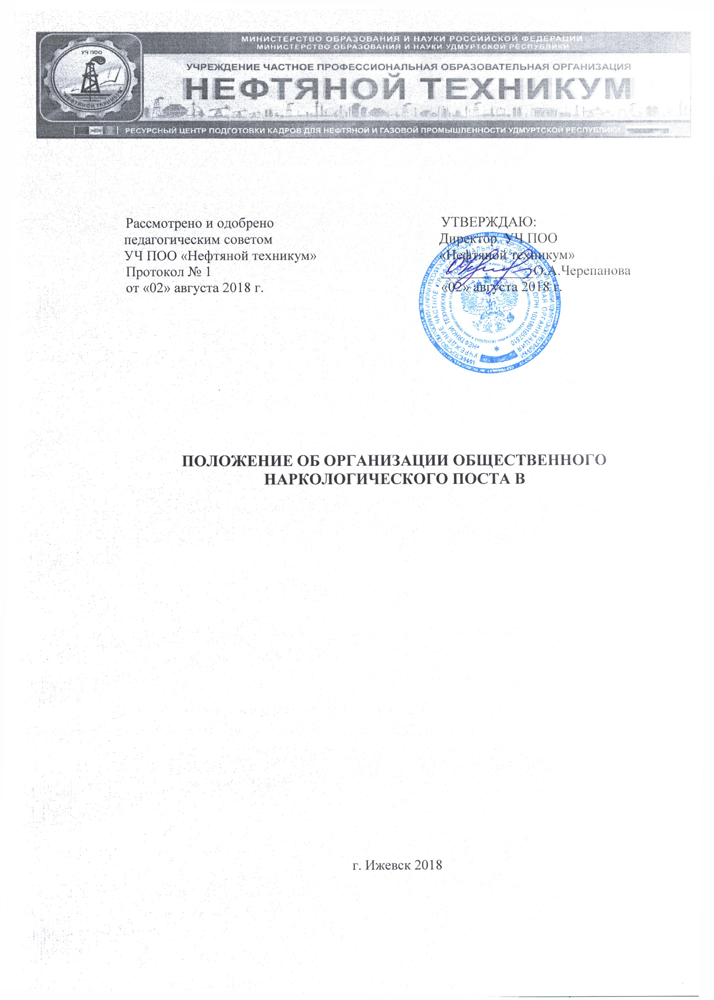 МИНИСТЕРСТВО ОБРАЗОВАНИЯ И НАУКИ РОССИЙСКОЙ ФЕДЕРАЦИИ
МИНИСТЕРСТВО ОБРАЗОВАНИЯ И НАУКИ УДМУРТСКОЙ РЕСПУБЛИКИ
УЧ ПОО
"НЕФТЯНОЙ ТЕХНИКУМ"
УЧРЕЖДЕНИЕ ЧАСТНОЕ ПРОФЕССИОНАЛЬНАЯ ОБРАЗОВАТЕЛЬНАЯ ОРГАНИЗАЦИЯ
НЕФТЯНОЙ ТЕХНИКУМ
РЕСУРСНЫЙ ЦЕНТР ПОДГОТОВКИ КАДРОВ ДЛЯ НЕФТЯНОЙ И ГАЗОВОЙ ПРОМЫШЛЕННОСТИ УДМУРТСКОЙ РЕСПУБЛИКИ
Рассмотрено и одобрено
педагогическим советом
УЧ ПОО «Нефтяной техникум»
Протокол № 1
от «02» августа 2018 г.
УТВЕРЖДАЮ:
Директор УЧ ПОО
«Нефтяной техникум»
О.А.Черепанова
«02» августа 2018 г.
УЧРЕЖДЕНИЕ ЧАСТНОЕ «ПРОФЕССИОНАЛЬНАЯ ОБРАЗОВАТЕЛЬНАЯ ОРГАНИЗАЦИЯ
«НЕФТЯНОЙ ТЕХНИКУМ»
ОГРН 1031801657810
ПОЛОЖЕНИЕ ОБ ОРГАНИЗАЦИИ ОБЩЕСТВЕННОГО
НАРКОЛОГИЧЕСКОГО ПОСТА В
г. Ижевск 2018